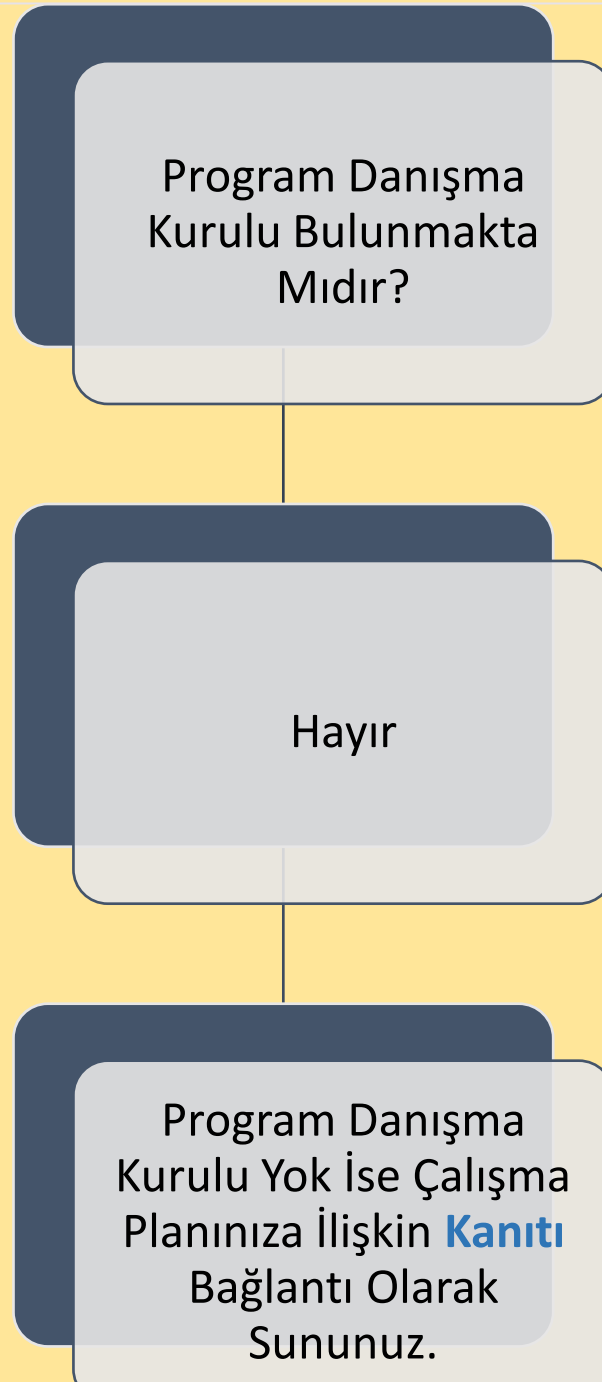 Program Danışma
Kurulu Bulunmakta
Mıdır?
Hayır
Program Danışma
Kurulu Yok İse Çalışma
Planınıza İlişkin Kanıtı
Bağlantı Olarak
Sununuz.